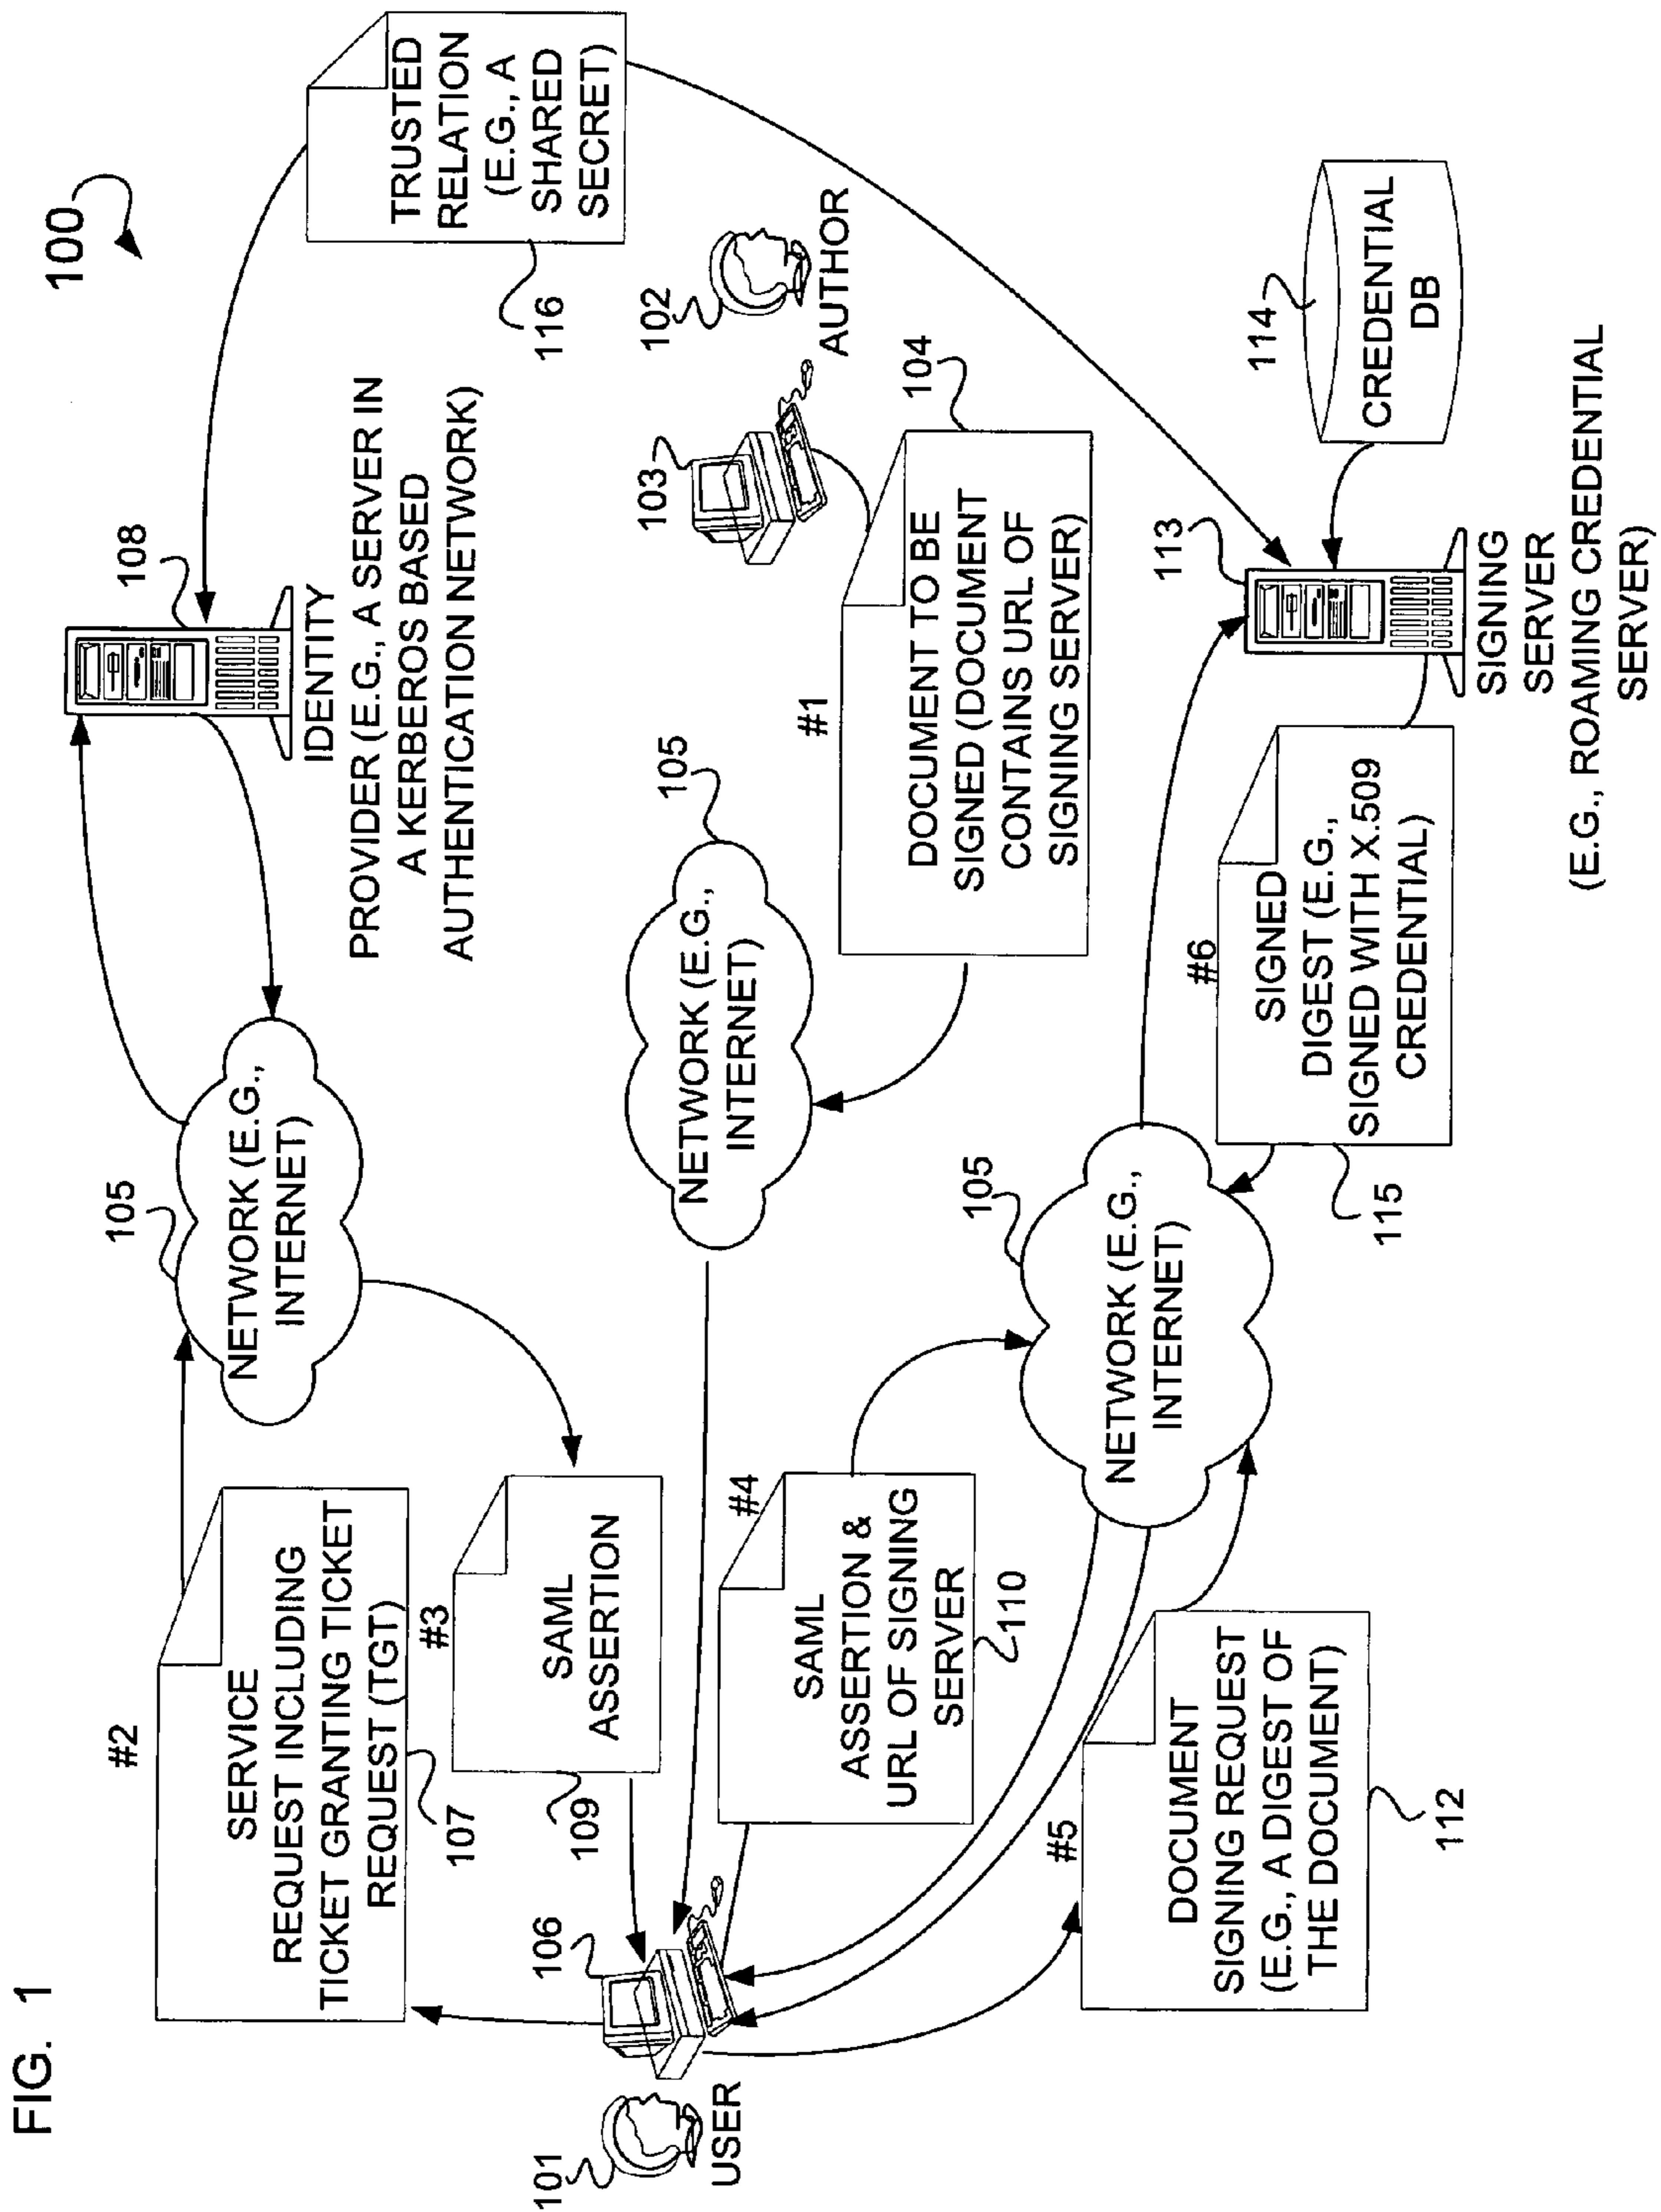 FIG. 1
100
#2
SERVICE
REQUEST INCLUDING
TICKET GRANTING TICKET
REQUEST (TGT)
107
105
NETWORK (E.G.,
INTERNET)
108
IDENTITY
PROVIDER (E.G., A SERVER IN
A KERBEROS BASED
AUTHENTICATION NETWORK)
TRUSTED
RELATION
(E.G., A
SHARED
SECRET)
116
#3
SAML
ASSERTION
109
101
USER
106
105
NETWORK (E.G.,
INTERNET)
103
102
AUTHOR
#1
104
DOCUMENT TO BE
SIGNED (DOCUMENT
CONTAINS URL OF
SIGNING SERVER)
#4
SAML
ASSERTION &
URL OF SIGNING
SERVER
110
105
NETWORK (E.G.,
INTERNET)
#5
DOCUMENT
SIGNING REQUEST
(E.G., A DIGEST OF
THE DOCUMENT)
112
#6
SIGNED
DIGEST (E.G.,
SIGNED WITH X.509
CREDENTIAL)
115
113
SIGNING
SERVER
(E.G., ROAMING CREDENTIAL
SERVER)
114
CREDENTIAL
DB